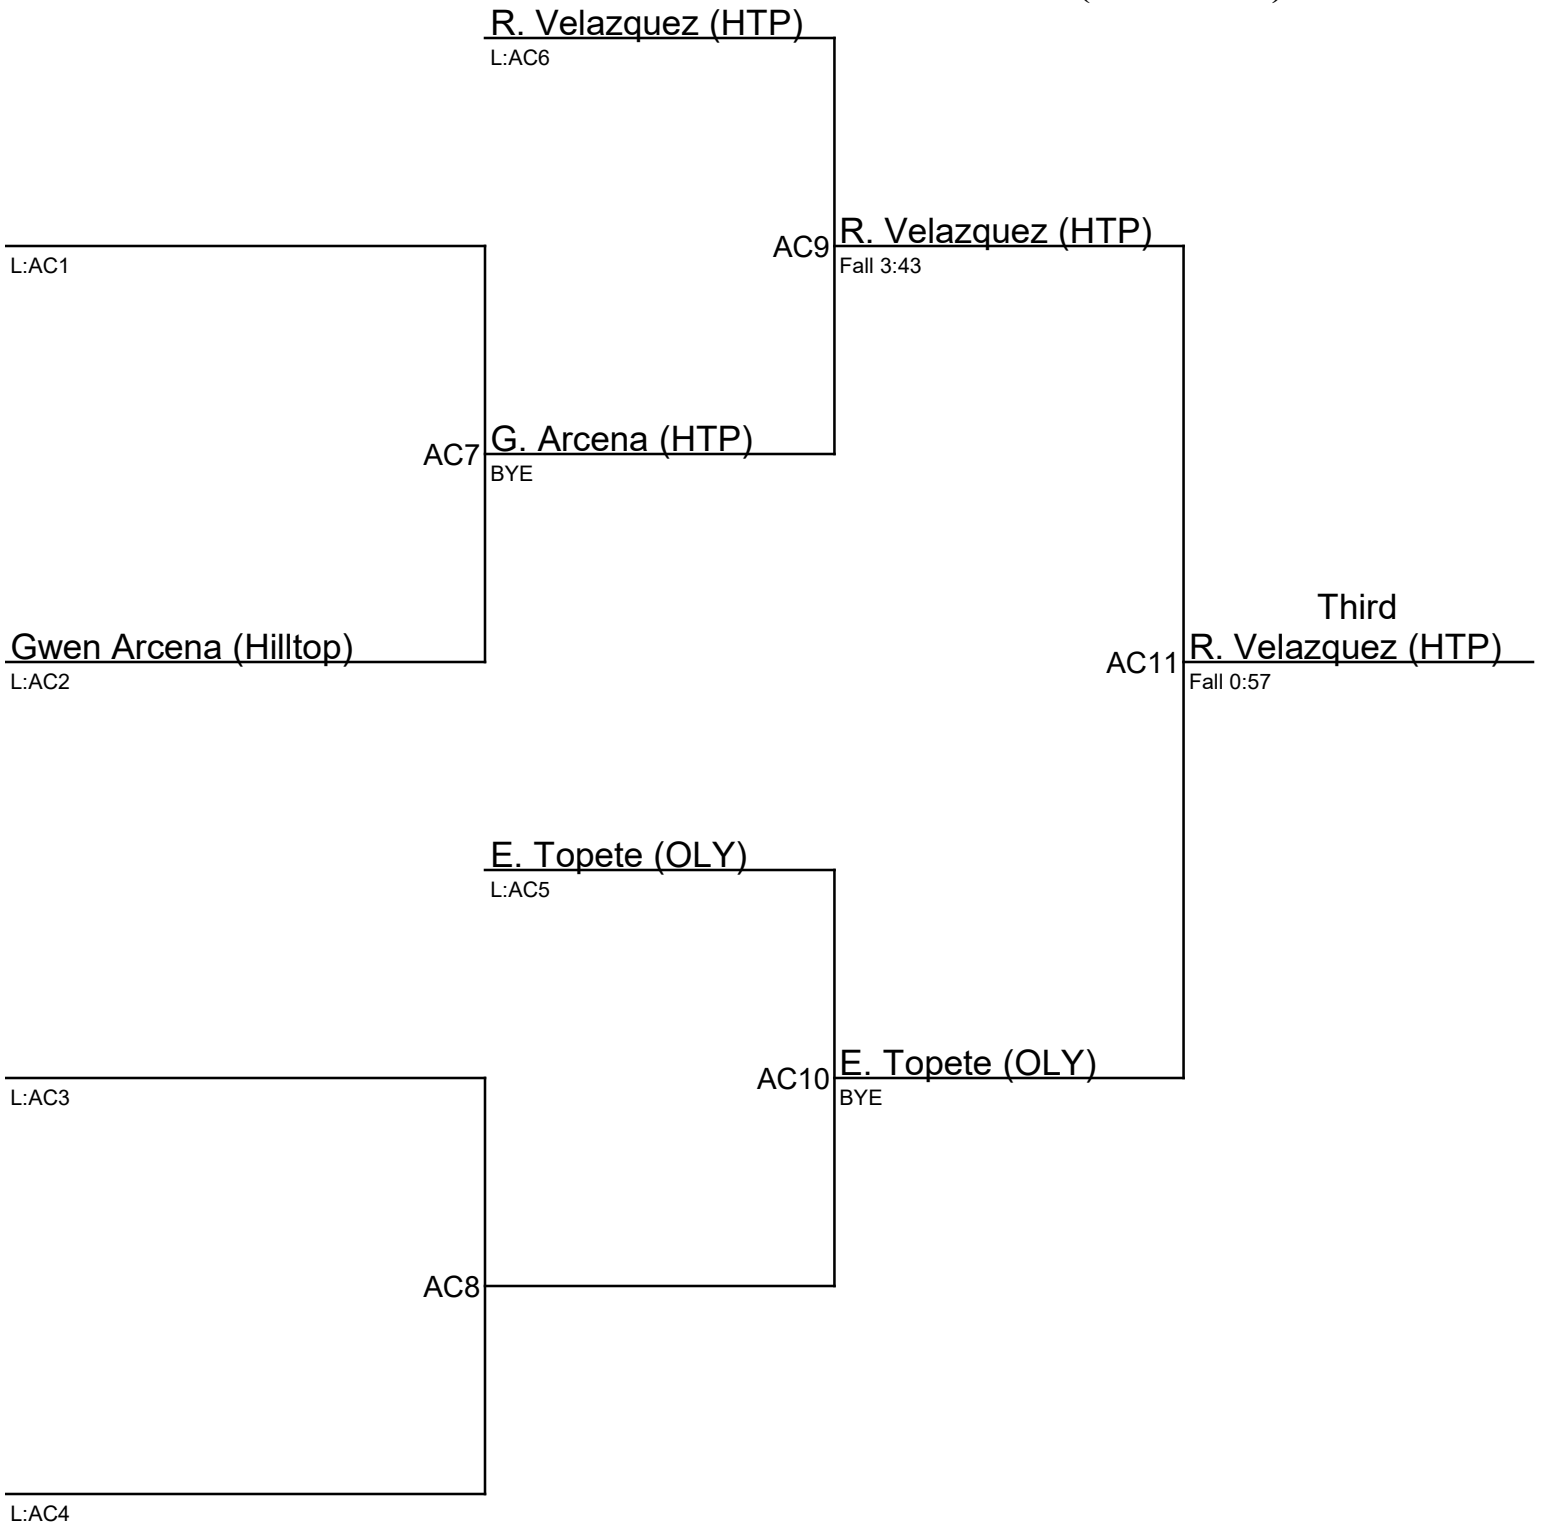 R. Velazquez (HTP)
L:AC6
AC9
R. Velazquez (HTP)
Fall 3:43
L:AC1
AC7
G. Arcena (HTP)
BYE
Gwen Arcena (Hilltop)
L:AC2
Third
AC11
R. Velazquez (HTP)
Fall 0:57
E. Topete (OLY)
L:AC5
AC10
E. Topete (OLY)
BYE
L:AC3
AC8
L:AC4